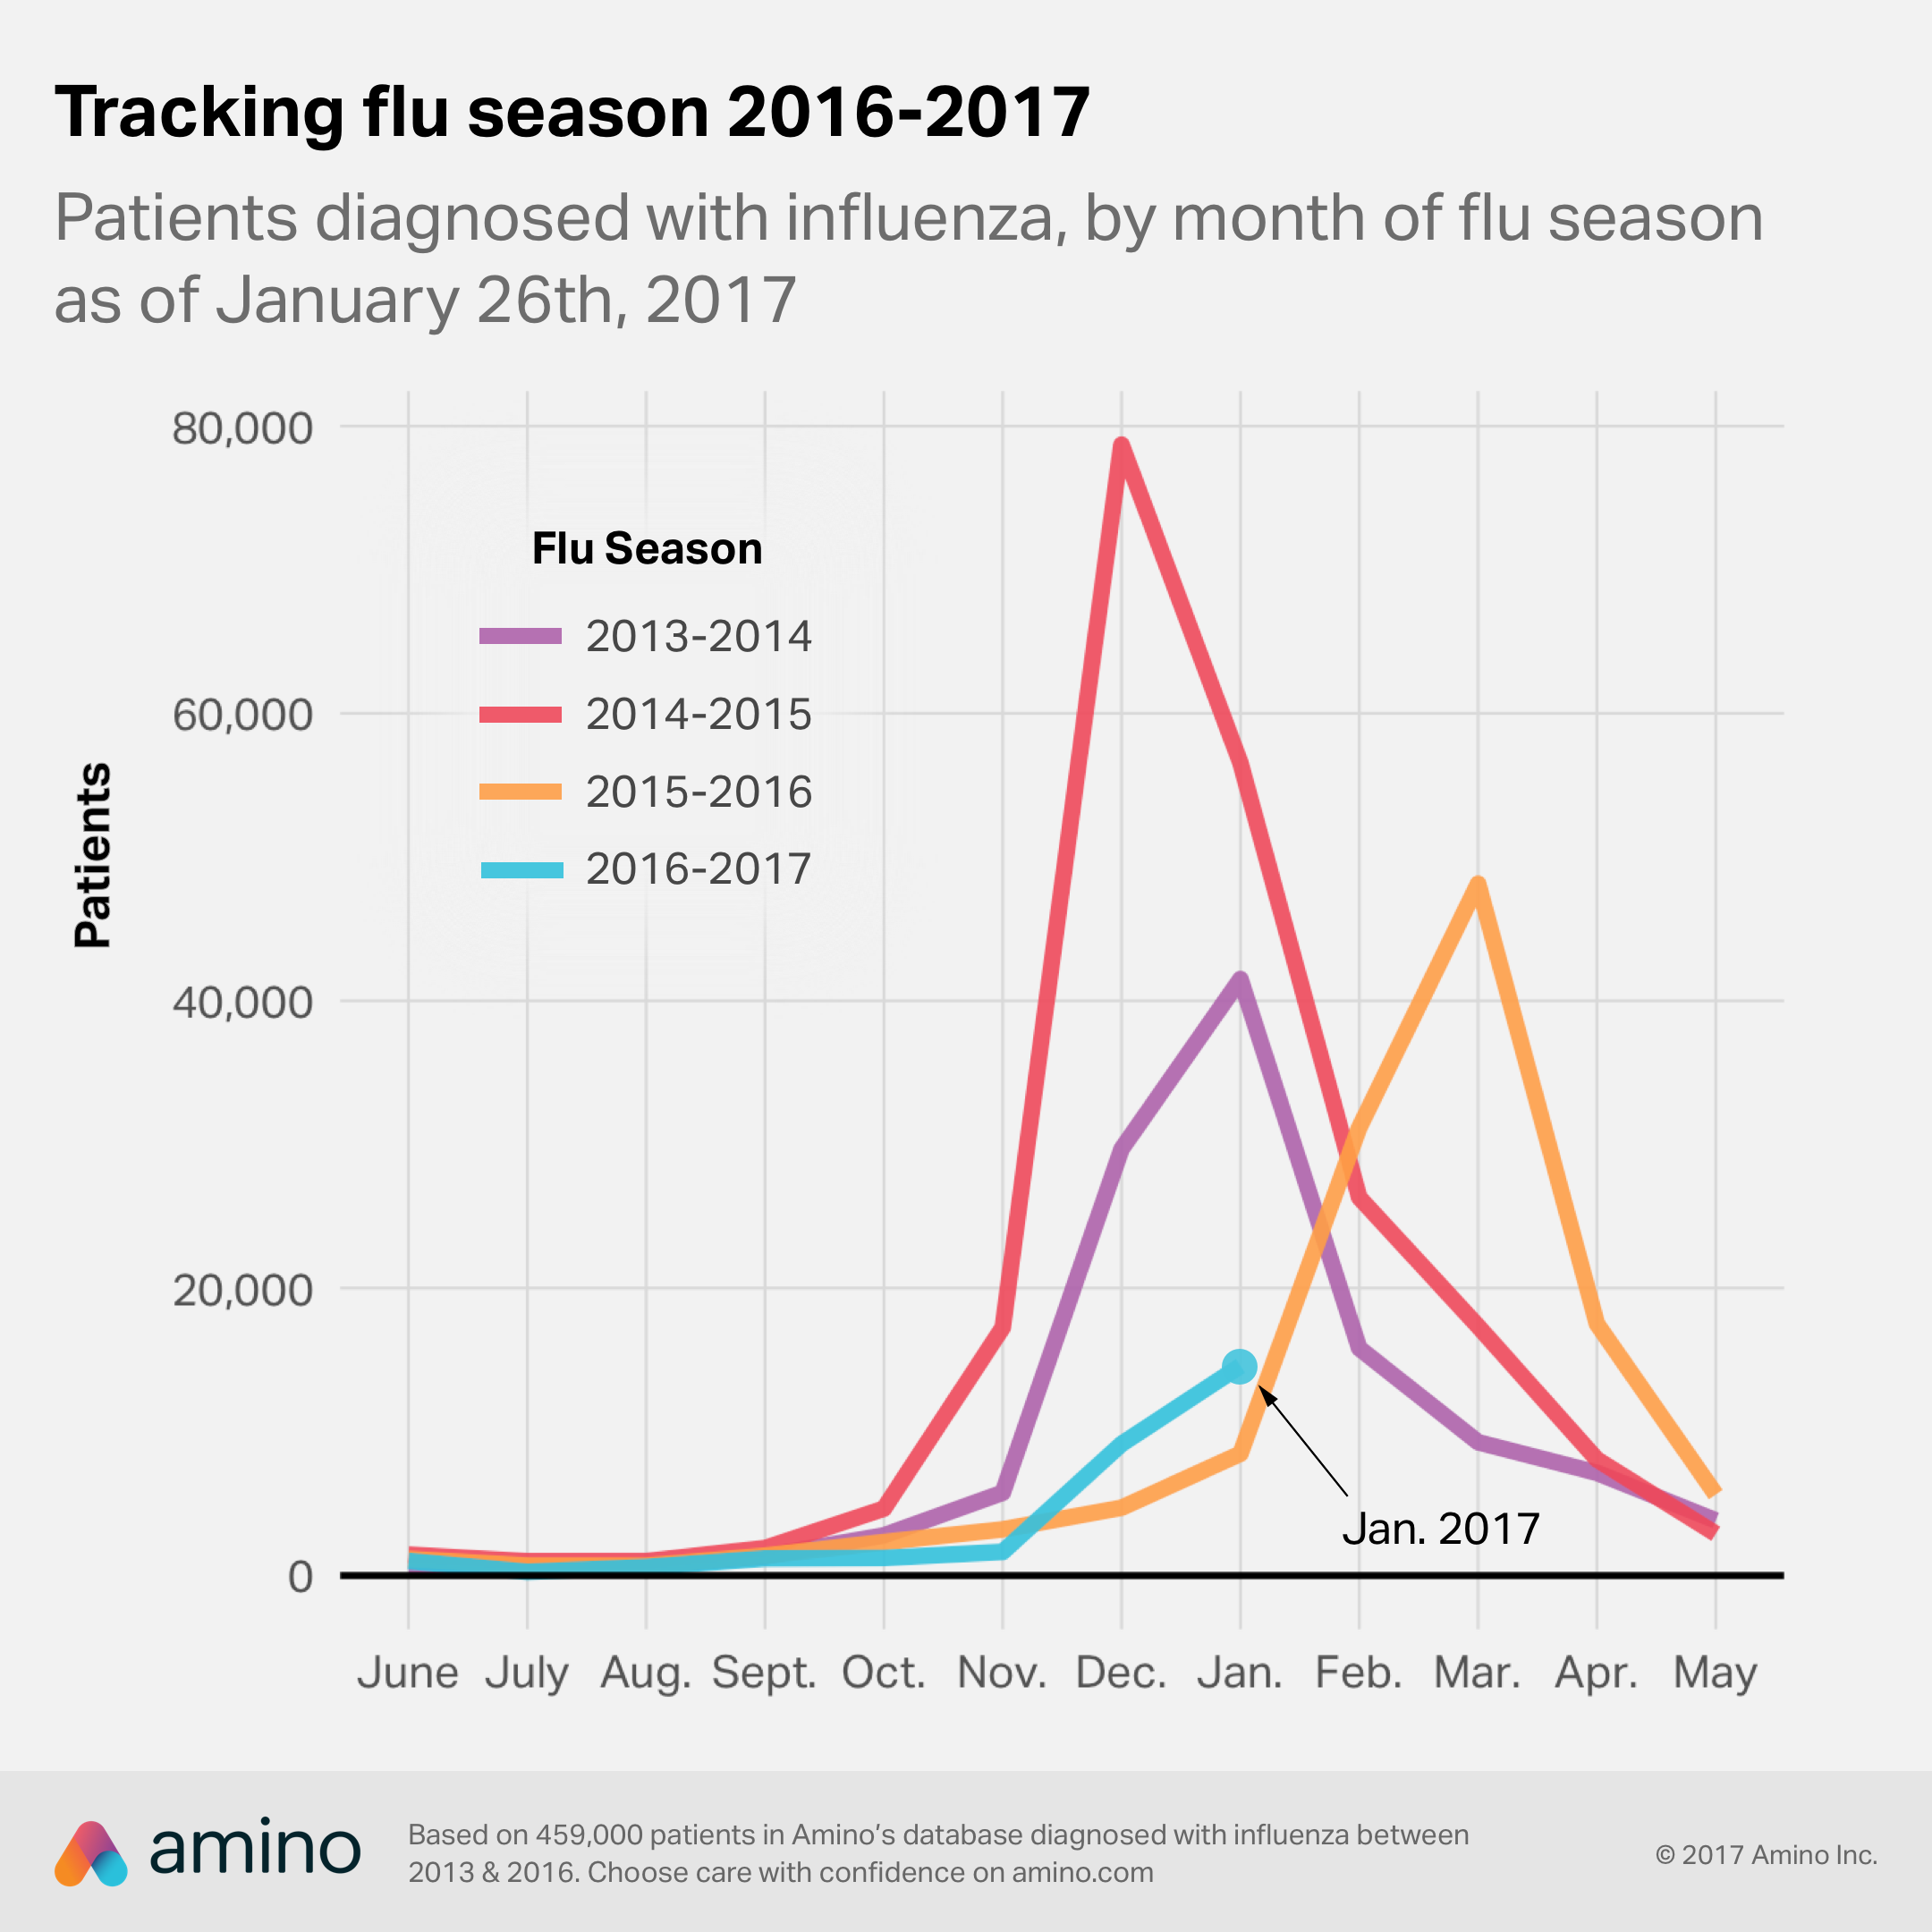 Tracking flu season 2016-2017
Patients diagnosed with influenza, by month of flu season
as of January 26th, 2017
80,000
60,000
40,000
20,000
0
Patients
Flu Season
2013-2014
2014-2015
2015-2016
2016-2017
Jan. 2017
June July Aug. Sept. Oct. Nov. Dec. Jan. Feb. Mar. Apr. May
amino
Based on 459,000 patients in Amino’s database diagnosed with influenza between
2013 & 2016. Choose care with confidence on amino.com
© 2017 Amino Inc.